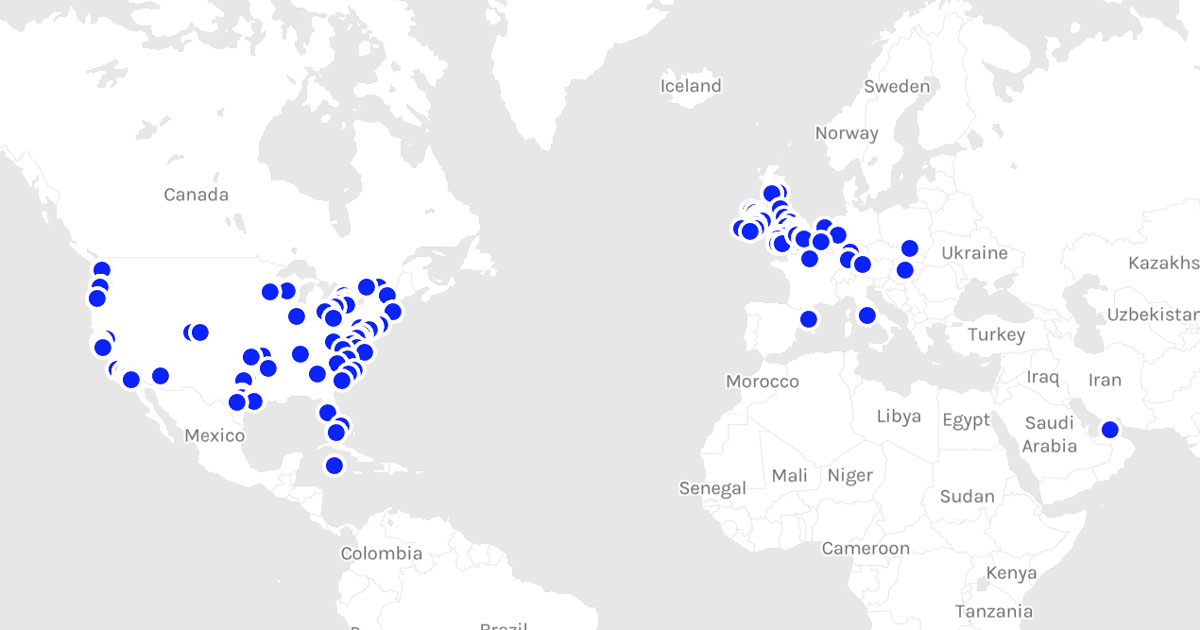 Iceland
Sweden
Norway
Canada
Ukraine
Kazakhs
Uzbekistan
Turkey
Morocco
Iraq
Iran
Libya
Egypt
Saudi
Arabia
Mexico
Mali
Niger
Senegal
Sudan
Colombia
Cameroon
Kenya
Tanzania
Brazil